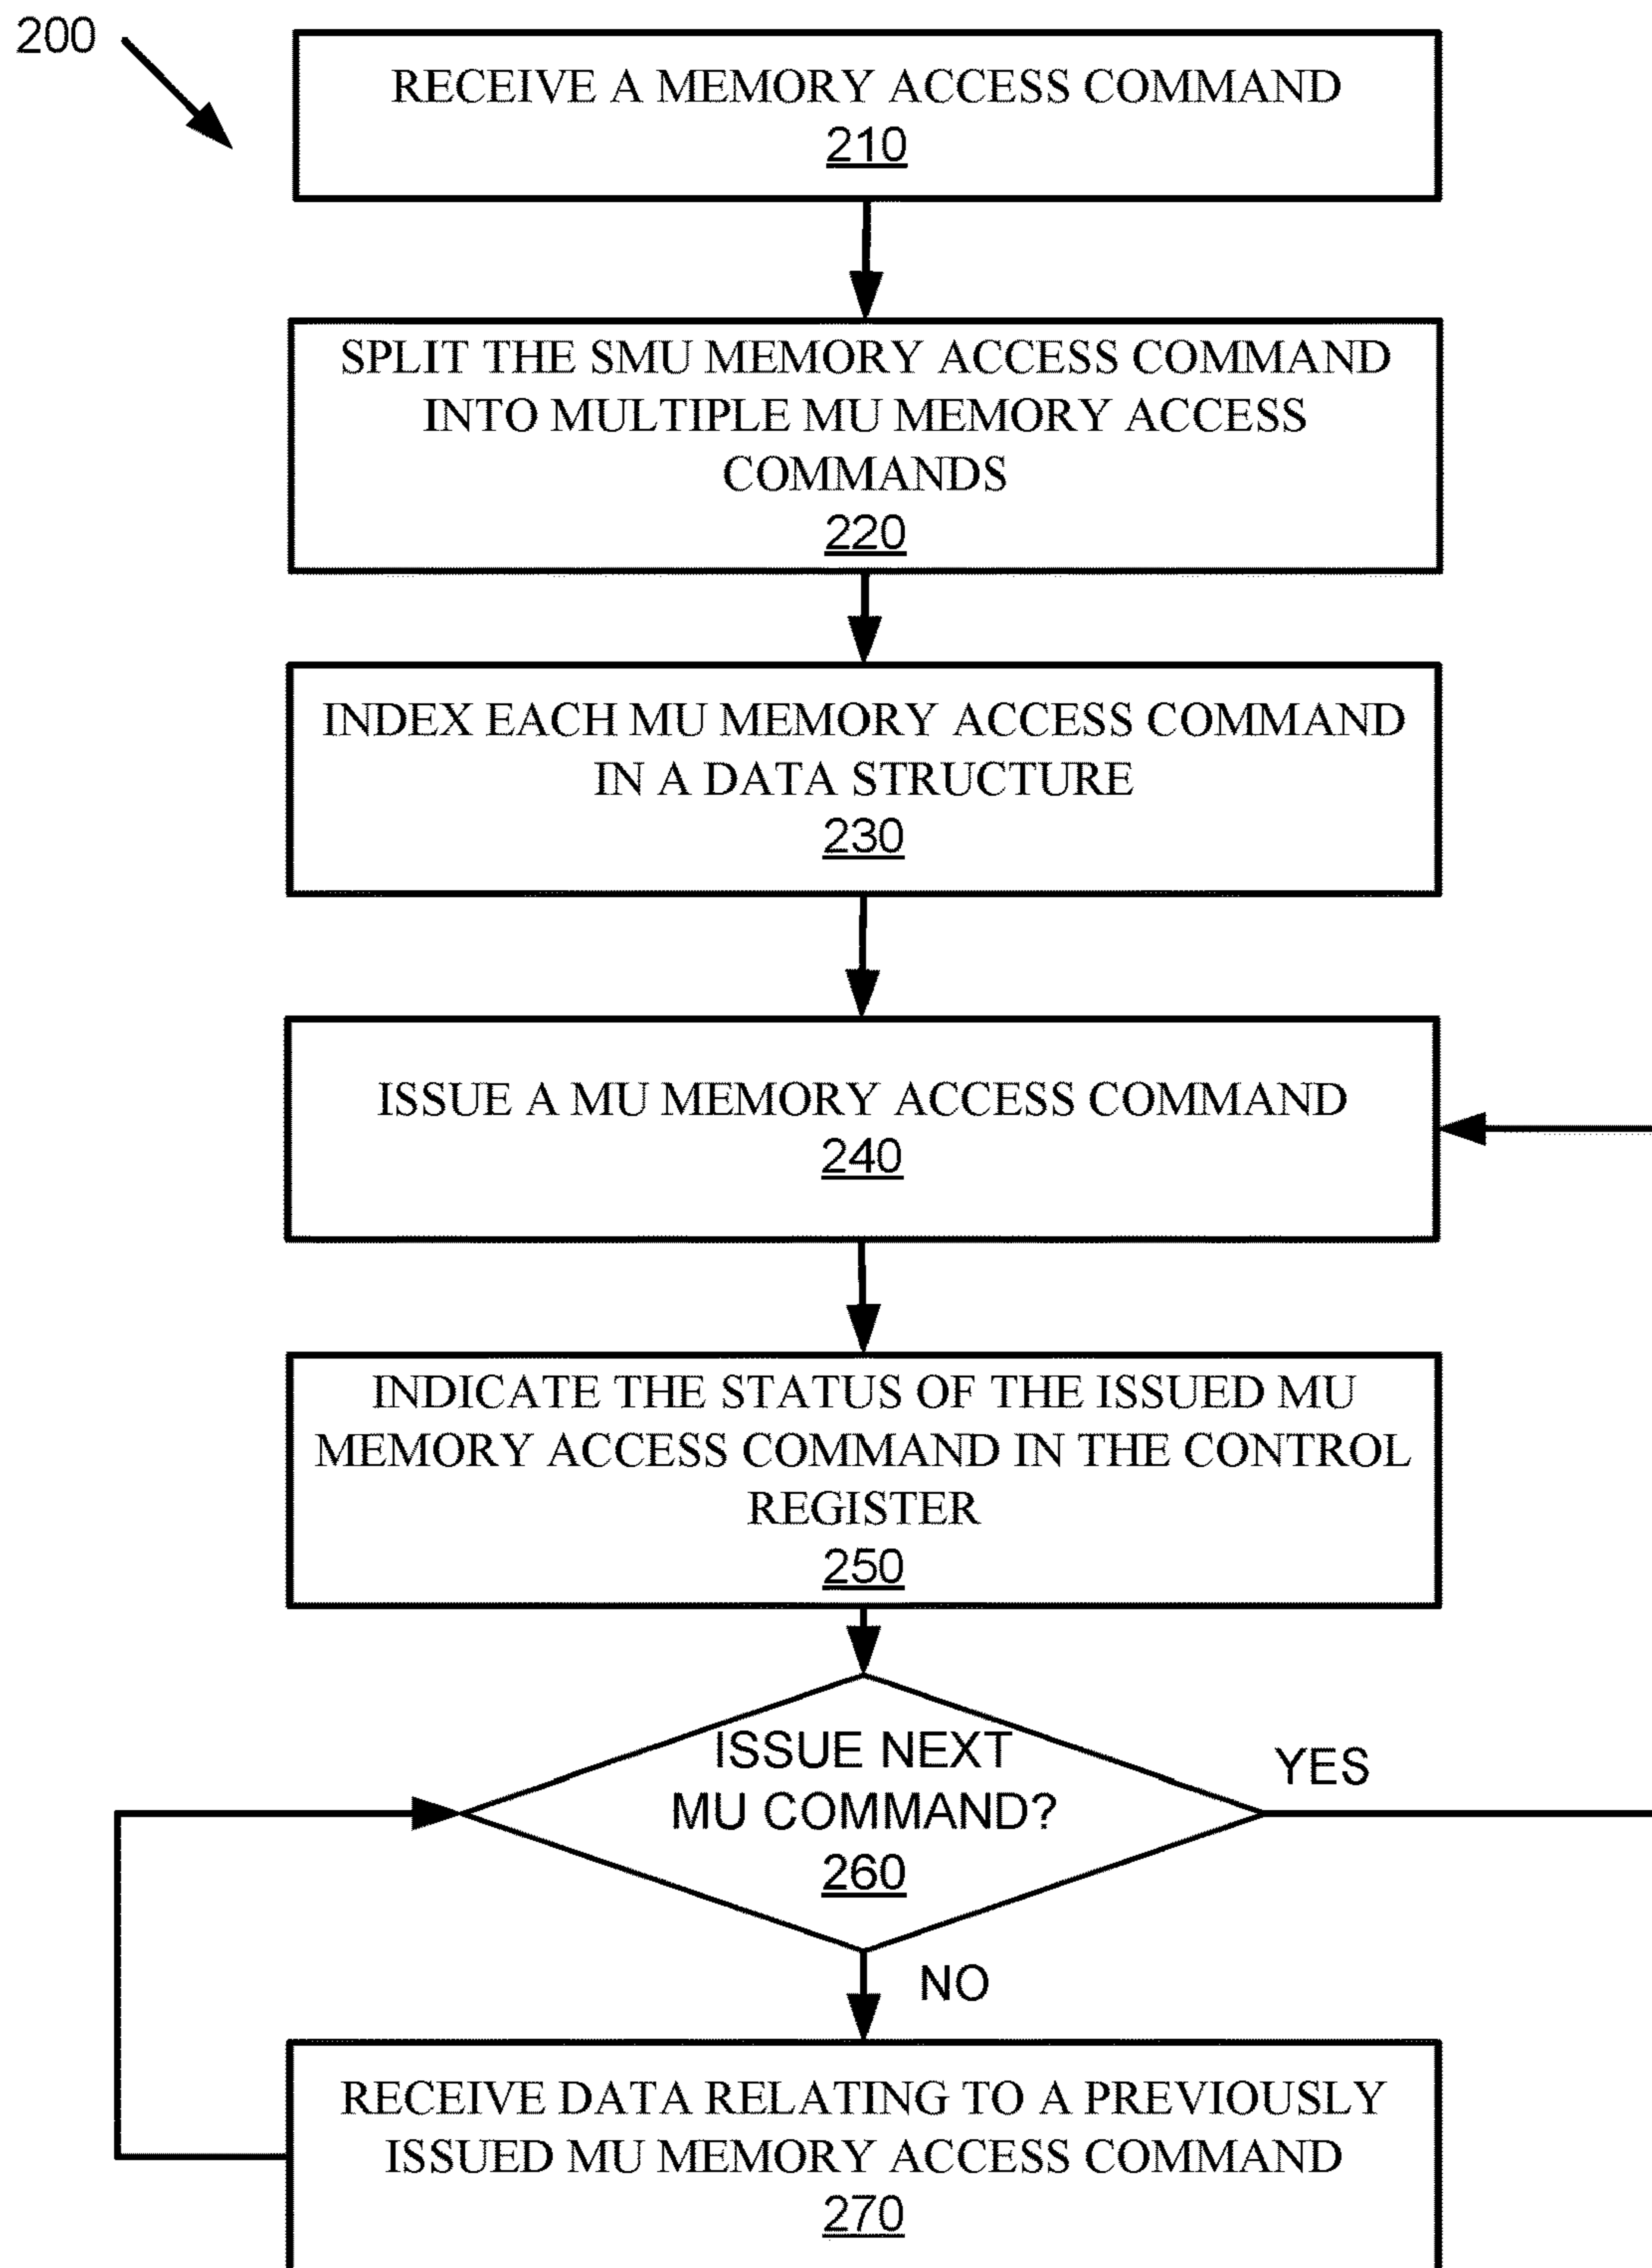 200
RECEIVE A MEMORY ACCESS COMMAND
210
SPLIT THE SMU MEMORY ACCESS COMMAND
INTO MULTIPLE MU MEMORY ACCESS
COMMANDS
220
INDEX EACH MU MEMORY ACCESS COMMAND
IN A DATA STRUCTURE
230
ISSUE A MU MEMORY ACCESS COMMAND
240
INDICATE THE STATUS OF THE ISSUED MU
MEMORY ACCESS COMMAND IN THE CONTROL
REGISTER
250
ISSUE NEXT
MU COMMAND?
260
YES
NO
RECEIVE DATA RELATING TO A PREVIOUSLY
ISSUED MU MEMORY ACCESS COMMAND
270